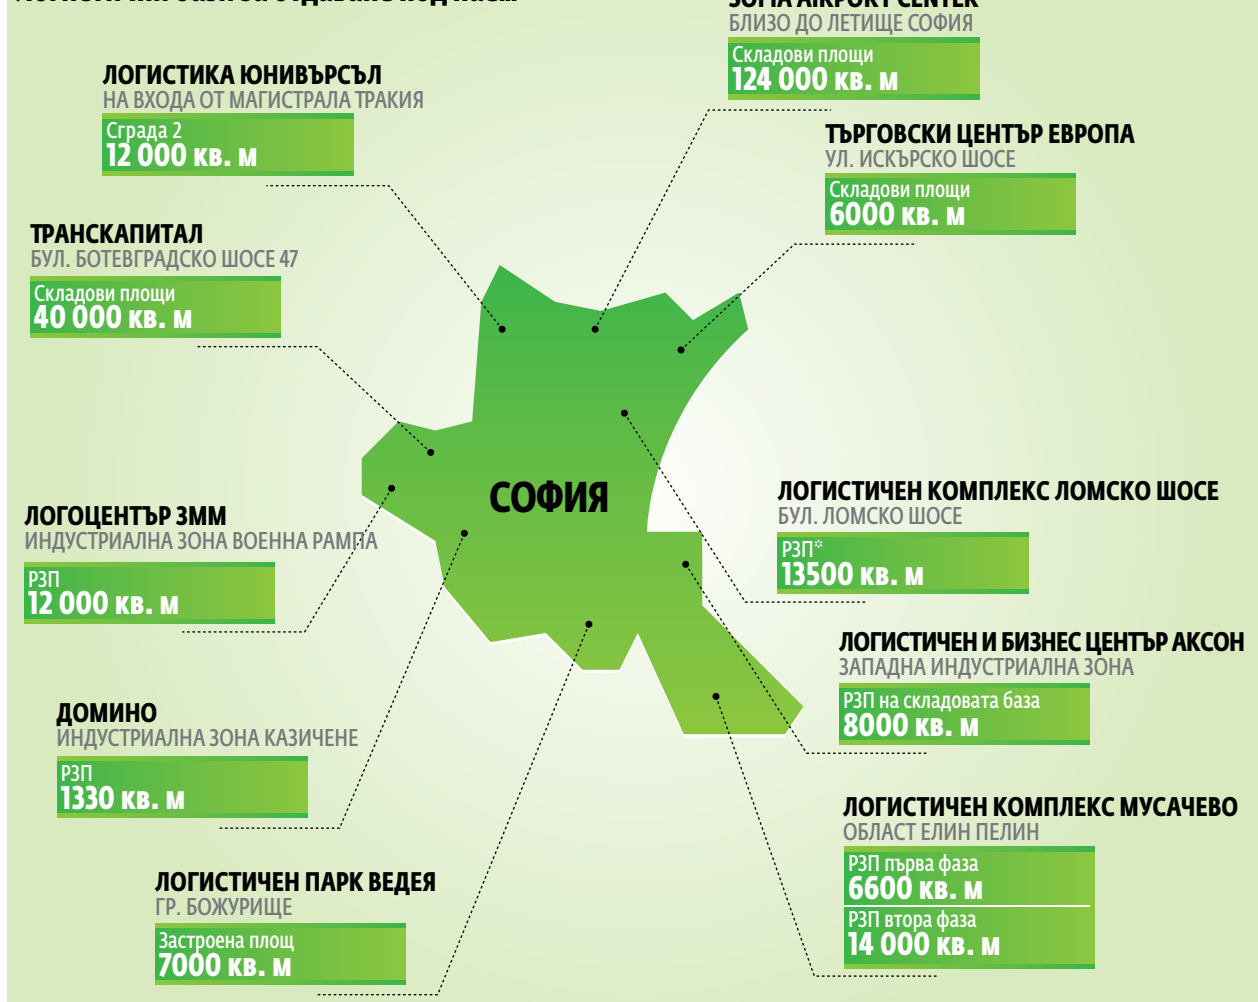 SOFIA AIRPORT CENTER
БЛИЗО ДО ЛЕТИЩЕ СОФИЯ
Складови площи
124 000 кв. м
ЛОГИСТИКА ЮНИВЪРСЪЛ
НА ВХОДА ОТ МАГИСТРАЛА ТРАКИЯ
Сграда 2
12 000 кв. м
ТЪРГОВСКИ ЦЕНТЪР ЕВРОПА
УЛ. ИСКЪРСКО ШОСЕ
Складови площи
6000 кв. м
ТРАНСКАПИТАЛ
БУЛ. БОТЕВГРАДСКО ШОСЕ 47
Складови площи
40 000 кв. м
СОФИЯ
ЛОГИСТИЧЕН КОМПЛЕКС ЛОМСКО ШОСЕ
БУЛ. ЛОМСКО ШОСЕ
РЗП*
13500 кв. м
ЛОГОЦЕНТЪР ЗММ
ИНДУСТРИАЛНА ЗОНА ВОЕННА РАМПА
РЗП
12 000 кв. м
ЛОГИСТИЧЕН И БИЗНЕС ЦЕНТЪР АКСОН
ЗАПАДНА ИНДУСТРИАЛНА ЗОНА
РЗП на складовата база
8000 кв. м
ДОМИНО
ИНДУСТРИАЛНА ЗОНА КАЗИЧЕНЕ
РЗП
1330 кв. м
ЛОГИСТИЧЕН КОМПЛЕКС МУСАЧЕВО
ОБЛАСТ ЕЛИН ПЕЛИН
РЗП първа фаза
6600 кв. м
РЗП втора фаза
14 000 кв. м
ЛОГИСТИЧЕН ПАРК ВЕДЕЯ
ГР. БОЖУРИЩЕ
Застроена площ
7000 кв. м